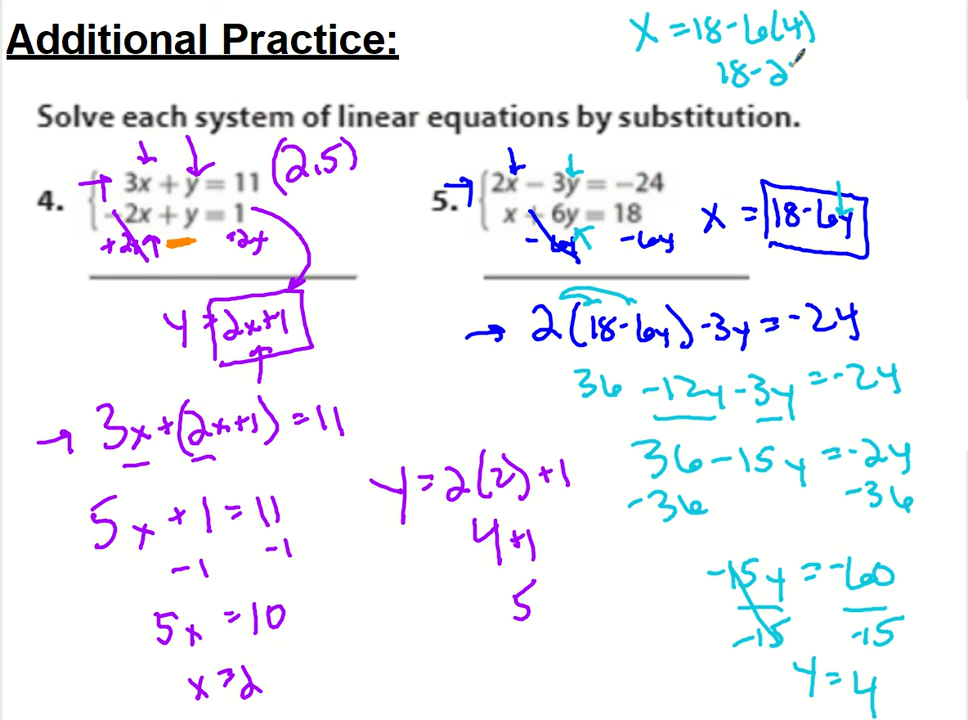 Additional Practice:
x = 18-6(4)
18-2
Solve each system of linear equations by substitution.
4. 3x + y = 11
-2x + y = 1
(2,5)
+2x +2x
y = 2x+1
3x+(2x+1) = 11
5x + 1 = 11
-1 -1
5x = 10
x = 2
y = 2(2)+1
4+1
5
5. 2x - 3y = -24
x + 6y = 18
-6y -6y
x = 18-6y
2(18-6y)-3y = -24
36 -12y-3y = -24
36-15y = -24
-36 -36
-15y = -60
-15 -15
y = 4